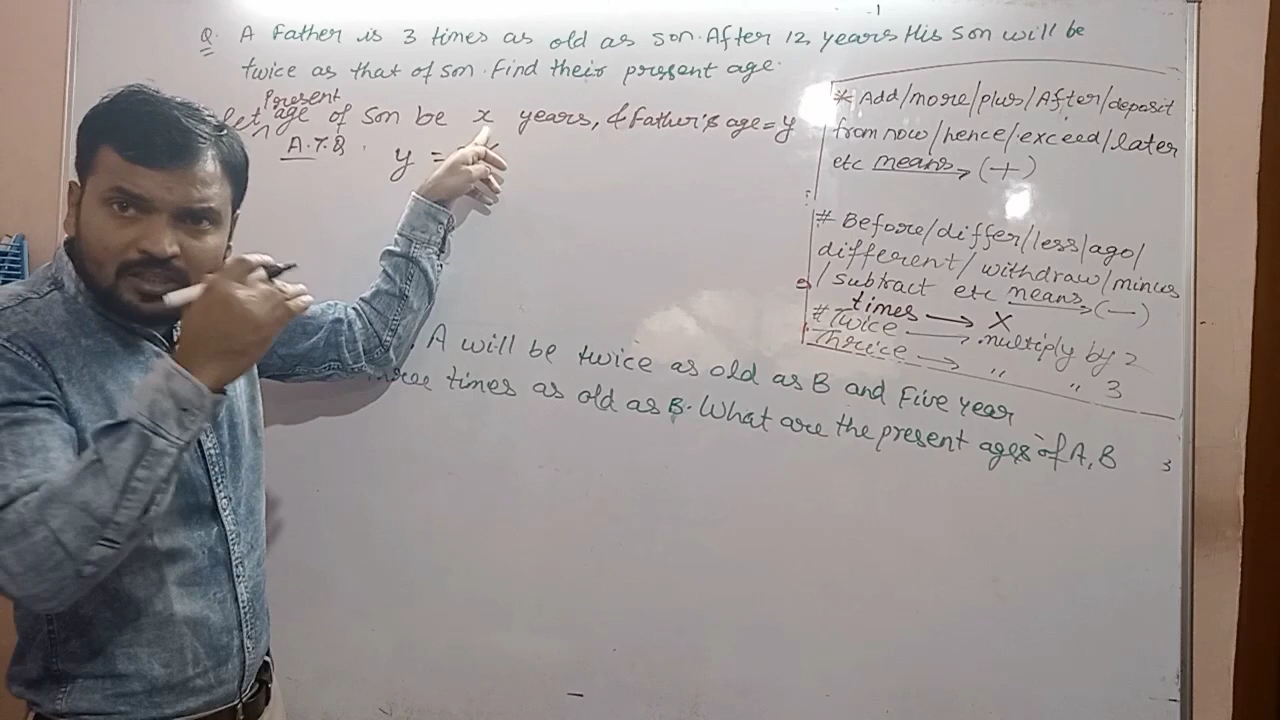 Q. A Father is 3 times as old as son. After 12 years His son will be
twice as that of son. Find their present age.
Present
Let age of Son be x years, & father's age = y
A.T.Q. y =
* Add/more/plus/After/deposit
from now/hence/exceed/later
etc means → (+)
# Before/differ/less/ago/
different/withdraw/minus
/subtract etc means → (—)
# times → X
Twice → multiply by 2
Thrice → " " 3
A will be twice as old as B and Five year
times as old as B. What are the present ages of A, B
3